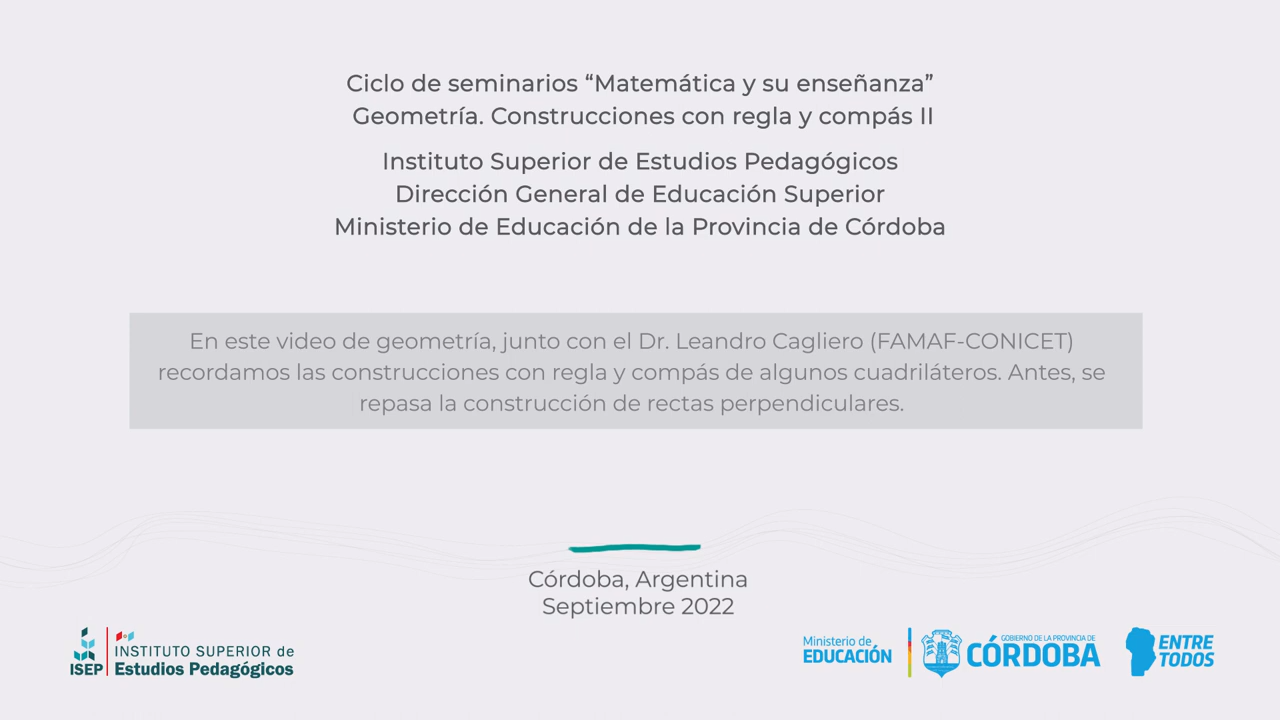 Ciclo de seminarios “Matemática y su enseñanza”
Geometría. Construcciones con regla y compás II
Instituto Superior de Estudios Pedagógicos
Dirección General de Educación Superior
Ministerio de Educación de la Provincia de Córdoba
En este video de geometría, junto con el Dr. Leandro Cagliero (FAMAF-CONICET)
recordamos las construcciones con regla y compás de algunos cuadriláteros. Antes, se
repasa la construcción de rectas perpendiculares.
Córdoba, Argentina
Septiembre 2022
ISEP
INSTITUTO SUPERIOR de
Estudios Pedagógicos
Ministerio de
EDUCACIÓN
GOBIERNO DE LA PROVINCIA DE
CÓRDOBA
ENTRE
TODOS